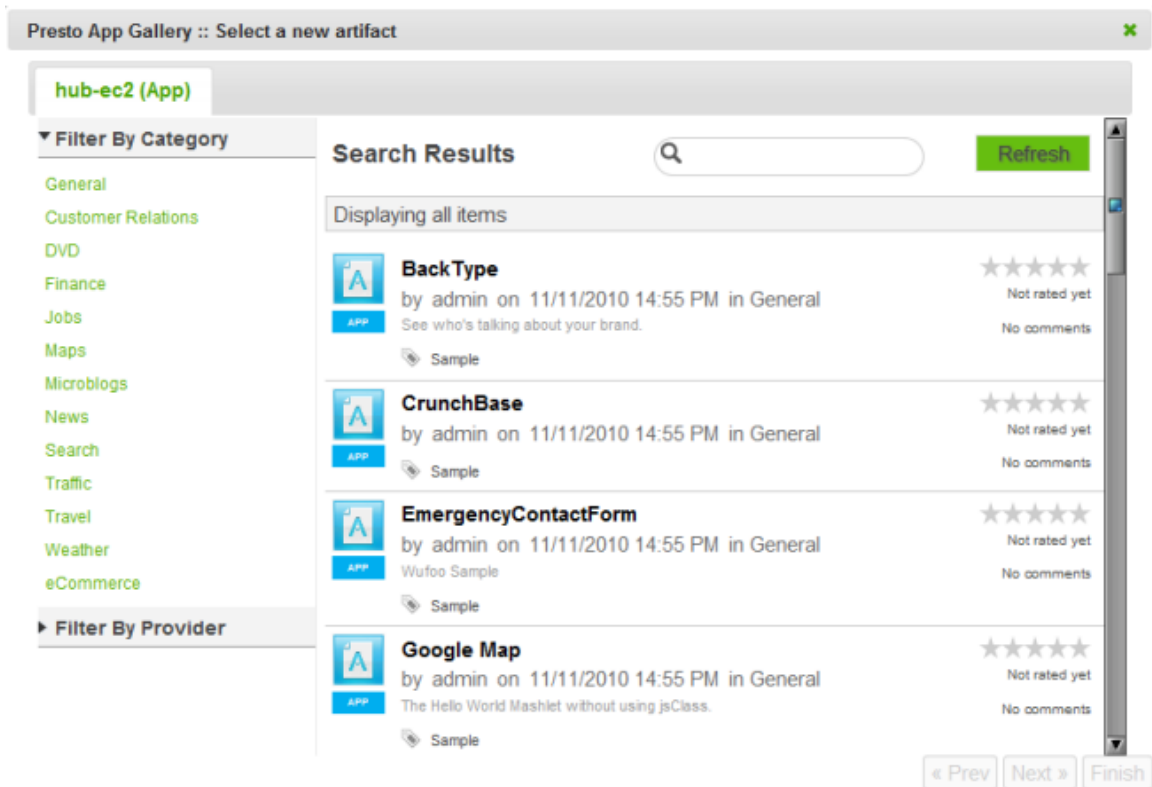 Presto App Gallery :: Select a new artifact
hub-ec2 (App)
Filter By Category
General
Customer Relations
DVD
Finance
Jobs
Maps
Microblogs
News
Search
Traffic
Travel
Weather
eCommerce
Filter By Provider
Search Results
Refresh
Displaying all items
A
APP
BackType
by admin on 11/11/2010 14:55 PM in General
See who's talking about your brand.
Sample
Not rated yet
No comments
A
APP
CrunchBase
by admin on 11/11/2010 14:55 PM in General
Sample
Not rated yet
No comments
A
APP
EmergencyContactForm
by admin on 11/11/2010 14:55 PM in General
Wufoo Sample
Sample
Not rated yet
No comments
A
APP
Google Map
by admin on 11/11/2010 14:55 PM in General
The Hello World Mashlet without using jsClass.
Sample
Not rated yet
No comments
« Prev Next » Finish